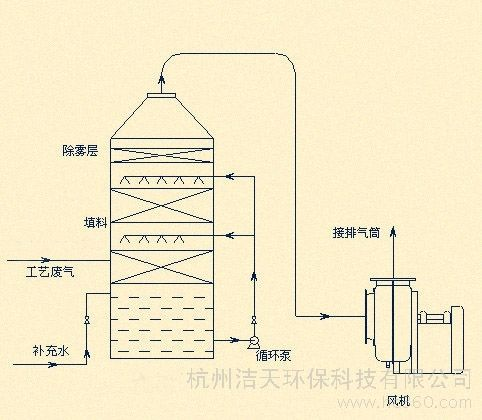 除雾层
填料
接排气筒
工艺废气
补充水
循环泵
杭州洁天环保科技有限公司
风机